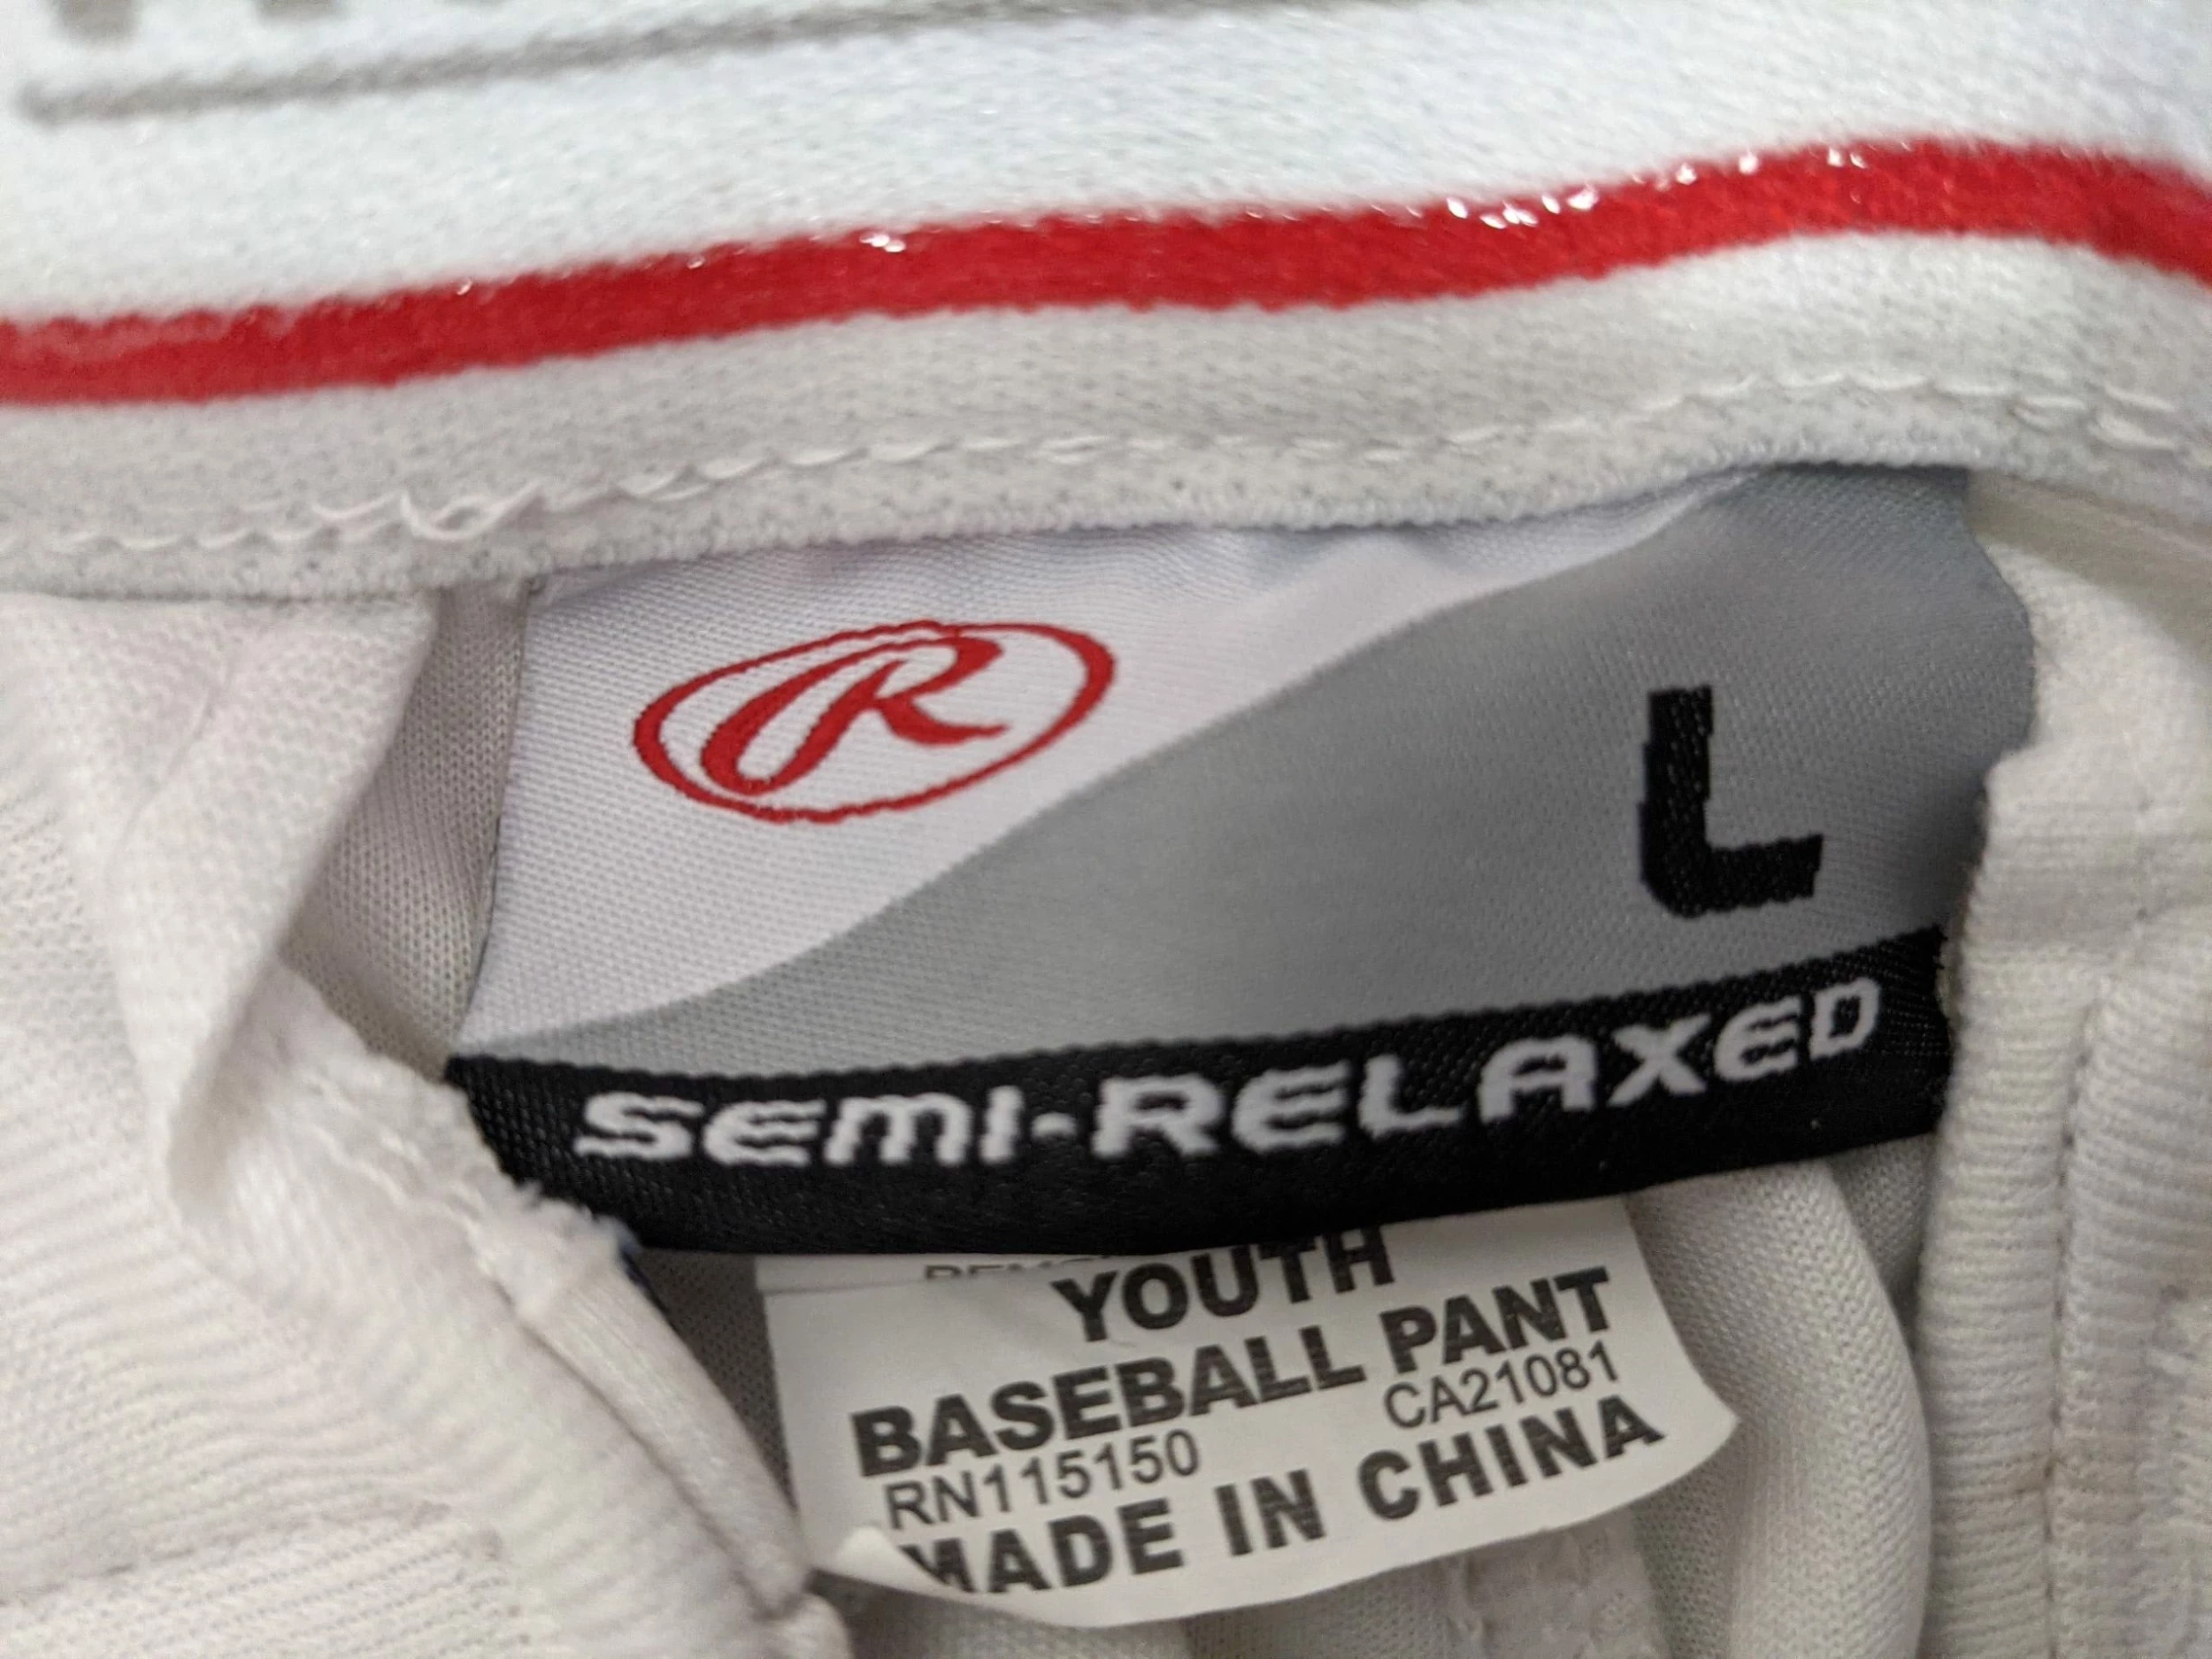 R
L
SEMI-RELAXED
YOUTH
BASEBALL PANT
RN115150 CA21081
MADE IN CHINA